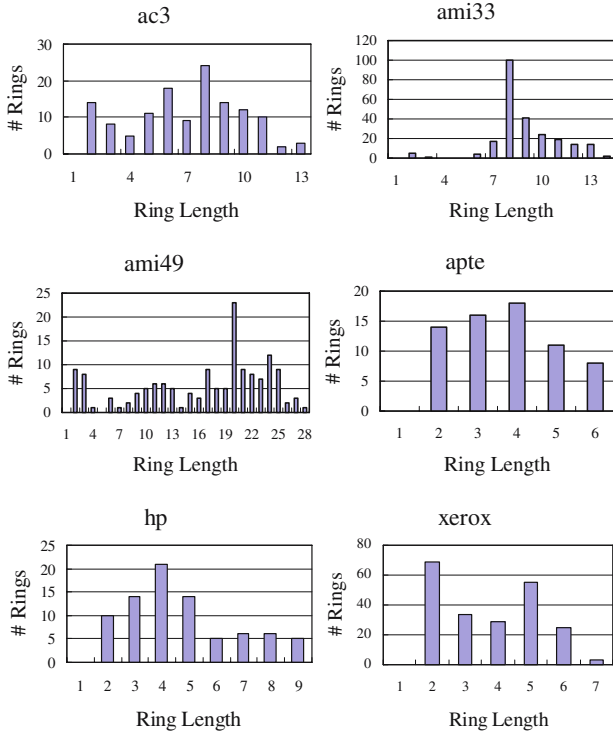 ac3
# Rings
30
20
10
0
1 4 7 10 13
Ring Length
ami33
# Rings
120
100
80
60
40
20
0
1 4 7 10 13
Ring Length
ami49
# Rings
25
20
15
10
5
0
1 4 7 10 13 16 19 22 25 28
Ring Length
apte
# Rings
20
15
10
5
0
1 2 3 4 5 6
Ring Length
hp
# Rings
25
20
15
10
5
0
1 2 3 4 5 6 7 8 9
Ring Length
xerox
# Rings
80
60
40
20
0
1 2 3 4 5 6 7
Ring Length